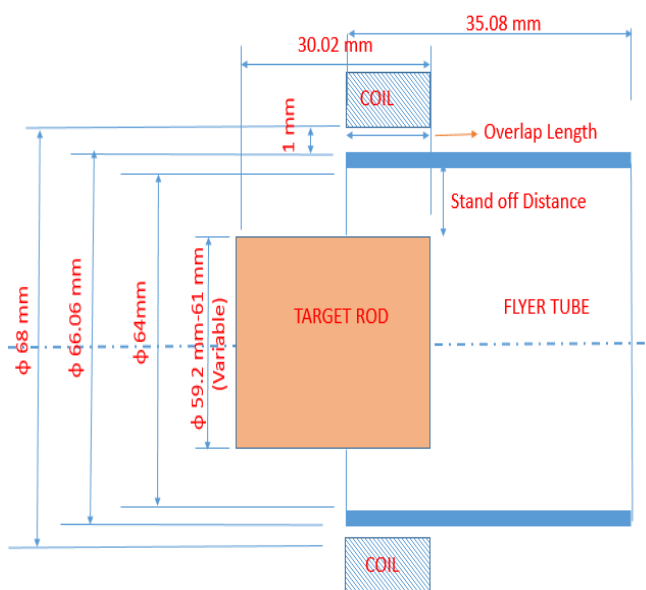 35.08 mm
30.02 mm
COIL
Overlap Length
1 mm
Stand off Distance
TARGET ROD
FLYER TUBE
ϕ 68 mm
ϕ 66.06 mm
ϕ 64mm
ϕ 59.2 mm-61 mm
(Variable)
COIL